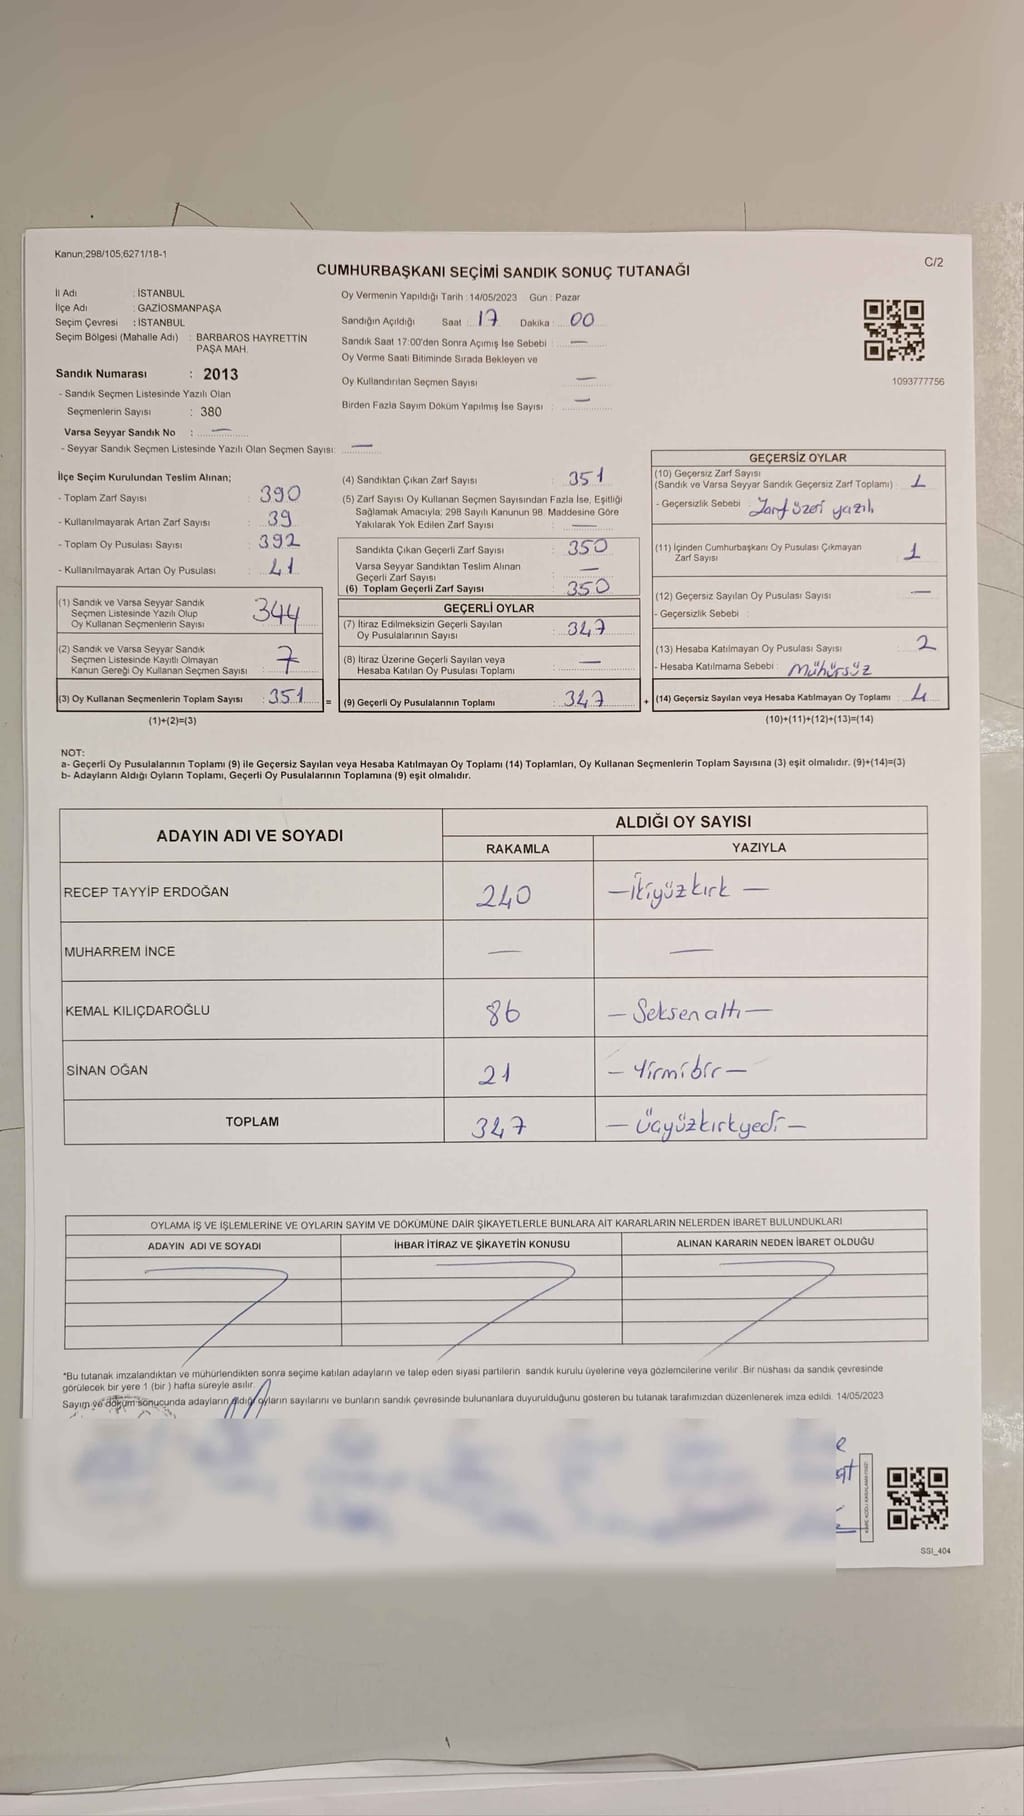 Kanun;298/105,6271/18-1
C/2
CUMHURBAŞKANI SEÇİMİ SANDIK SONUÇ TUTANAĞI
İl Adı : İSTANBUL
İlçe Adı : GAZİOSMANPAŞA
Seçim Çevresi : İSTANBUL
Seçim Bölgesi (Mahalle Adı) : BARBAROS HAYRETTİN
PAŞA MAH.
Sandık Numarası : 2013
- Sandık Seçmen Listesinde Yazılı Olan
Seçmenlerin Sayısı : 380
Varsa Seyyar Sandık No : —
- Seyyar Sandık Seçmen Listesinde Yazılı Olan Seçmen Sayısı: —
Oy Vermenin Yapıldığı Tarih : 14/05/2023 Gün : Pazar
Sandığın Açıldığı Saat : 17 Dakika : 00
Sandık Saat 17:00'den Sonra Açımış İse Sebebi : —
Oy Verme Saati Bitiminde Sırada Bekleyen ve
Oy Kullandırılan Seçmen Sayısı : —
Birden Fazla Sayım Döküm Yapılmış İse Sayısı : —
1093777756
İlçe Seçim Kurulundan Teslim Alınan;
- Toplam Zarf Sayısı : 390
- Kullanılmayarak Artan Zarf Sayısı : 39
- Toplam Oy Pusulası Sayısı : 392
- Kullanılmayarak Artan Oy Pusulası : 41
(1) Sandık ve Varsa Seyyar Sandık
Seçmen Listesinde Yazılı Olup
Oy Kullanan Seçmenlerin Sayısı : 344
(2) Sandık ve Varsa Seyyar Sandık
Seçmen Listesinde Kayıtlı Olmayan
Kanun Gereği Oy Kullanan Seçmen Sayısı : 7
(3) Oy Kullanan Seçmenlerin Toplam Sayısı : 351 =
(1)+(2)=(3)
(4) Sandıktan Çıkan Zarf Sayısı : 351
(5) Zarf Sayısı Oy Kullanan Seçmen Sayısından Fazla İse, Eşitliği
Sağlamak Amacıyla; 298 Sayılı Kanunun 98. Maddesine Göre
Yakılarak Yok Edilen Zarf Sayısı : —
Sandıkta Çıkan Geçerli Zarf Sayısı : 350
Varsa Seyyar Sandıktan Teslim Alınan
Geçerli Zarf Sayısı : —
(6) Toplam Geçerli Zarf Sayısı : 350
GEÇERLİ OYLAR
(7) İtiraz Edilmeksizin Geçerli Sayılan
Oy Pusulalarının Sayısı : 347
(8) İtiraz Üzerine Geçerli Sayılan veya
Hesaba Katılan Oy Pusulası Toplamı : —
(9) Geçerli Oy Pusulalarının Toplamı : 347 +
GEÇERSİZ OYLAR
(10) Geçersiz Zarf Sayısı
(Sandık ve Varsa Seyyar Sandık Geçersiz Zarf Toplamı) : 1
- Geçersizlik Sebebi : Zarf üzeri yazılı
(11) İçinden Cumhurbaşkanı Oy Pusulası Çıkmayan
Zarf Sayısı : 1
(12) Geçersiz Sayılan Oy Pusulası Sayısı : —
- Geçersizlik Sebebi :
(13) Hesaba Katılmayan Oy Pusulası Sayısı : 2
- Hesaba Katılmama Sebebi : Mühürsüz
(14) Geçersiz Sayılan veya Hesaba Katılmayan Oy Toplamı : 4
(10)+(11)+(12)+(13)=(14)
NOT:
a- Geçerli Oy Pusulalarının Toplamı (9) ile Geçersiz Sayılan veya Hesaba Katılmayan Oy Toplamı (14) Toplamları, Oy Kullanan Seçmenlerin Toplam Sayısına (3) eşit olmalıdır. (9)+(14)=(3)
b- Adayların Aldığı Oyların Toplamı, Geçerli Oy Pusulalarının Toplamına (9) eşit olmalıdır.
ADAYIN ADI VE SOYADI ALDIĞI OY SAYISI
RAKAMLA YAZIYLA
RECEP TAYYİP ERDOĞAN 240 — İkiyüzkırk —
MUHARREM İNCE — —
KEMAL KILIÇDAROĞLU 86 — Seksenaltı —
SİNAN OĞAN 21 — Yirmibir —
TOPLAM 347 — Üçyüzkırkyedi —
OYLAMA İŞ VE İŞLEMLERİNE VE OYLARIN SAYIM VE DÖKÜMÜNE DAİR ŞİKAYETLERLE BUNLARA AİT KARARLARIN NELERDEN İBARET BULUNDUKLARI
ADAYIN ADI VE SOYADI İHBAR İTİRAZ VE ŞİKAYETİN KONUSU ALINAN KARARIN NEDEN İBARET OLDUĞU
*Bu tutanak imzalandıktan ve mühürlendikten sonra seçime katılan adayların ve talep eden siyasi partilerin sandık kurulu üyelerine veya gözlemcilerine verilir .Bir nüshası da sandık çevresinde
görülecek bir yere 1 (bir ) hafta süreyle asılır.
Sayım ve döküm sonucunda adayların aldığı oyların sayılarını ve bunların sandık çevresinde bulunanlara duyurulduğunu gösteren bu tutanak tarafımızdan düzenlenerek imza edildi. 14/05/2023
SSI_404